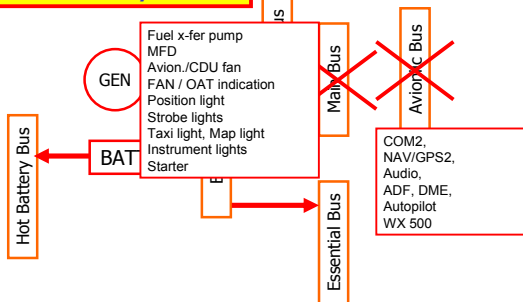 us
Fuel x-fer pump
MFD
Avion./CDU fan
FAN / OAT indication
Position light
Strobe lights
Taxi light, Map light
Instrument lights
Starter
GEN
BAT
Main Bus
Avionic Bus
Hot Battery Bus
COM2,
NAV/GPS2,
Audio,
ADF, DME,
Autopilot
WX 500
Essential Bus